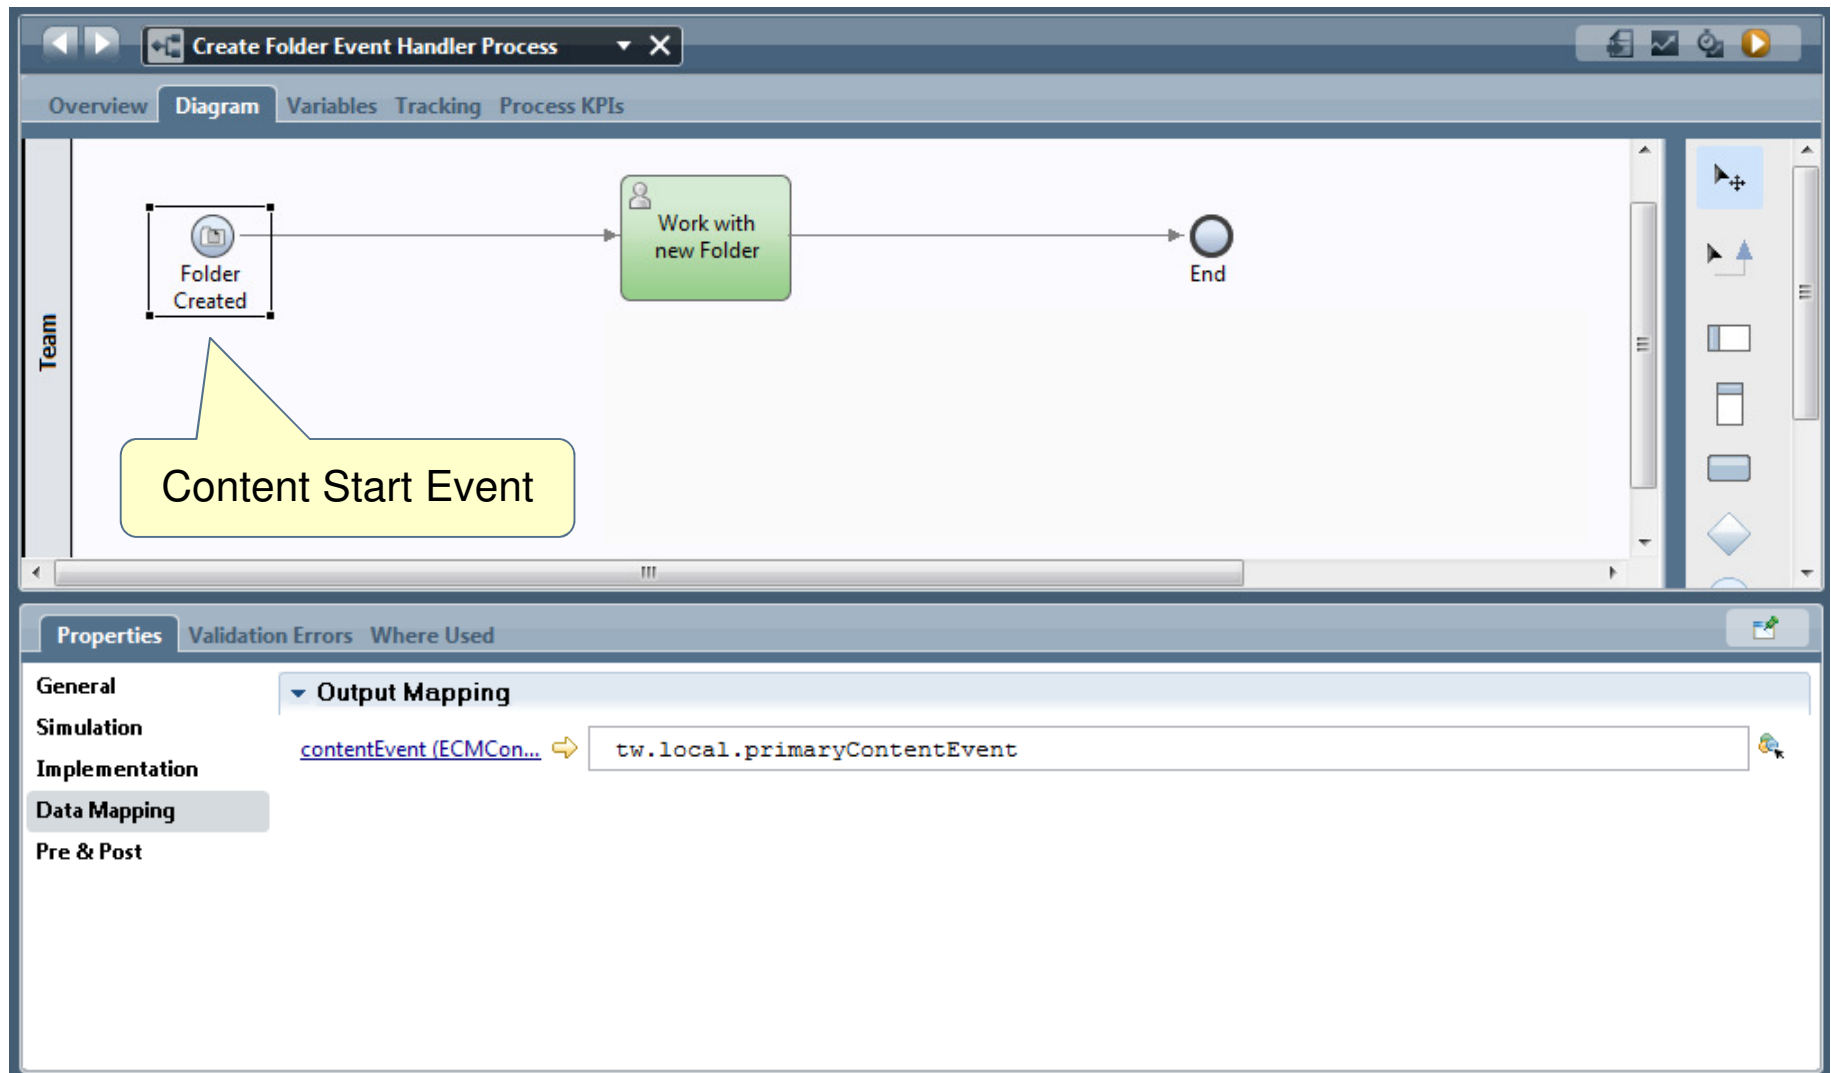 Create Folder Event Handler Process
Overview Diagram Variables Tracking Process KPIs
Team
Folder
Created
Work with
new Folder
End
Content Start Event
Properties Validation Errors Where Used
General
Simulation
Implementation
Data Mapping
Pre & Post
Output Mapping
contentEvent (ECMCon... tw.local.primaryContentEvent